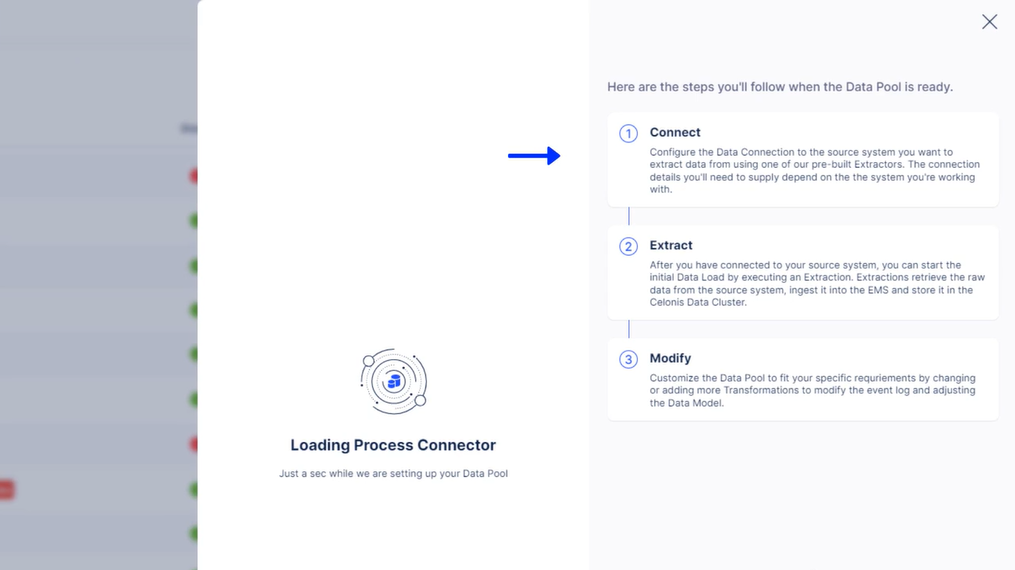 Here are the steps you'll follow when the Data Pool is ready.
1
Connect
Configure the Data Connection to the source system you want to
extract data from using one of our pre-built Extractors. The connection
details you'll need to supply depend on the the system you're working
with.
2
Extract
After you have connected to your source system, you can start the
initial Data Load by executing an Extraction. Extractions retrieve the raw
data from the source system, ingest it into the EMS and store it in the
Celonis Data Cluster.
3
Modify
Customize the Data Pool to fit your specific requriements by changing
or adding more Transformations to modify the event log and adjusting
the Data Model.
Loading Process Connector
Just a sec while we are setting up your Data Pool